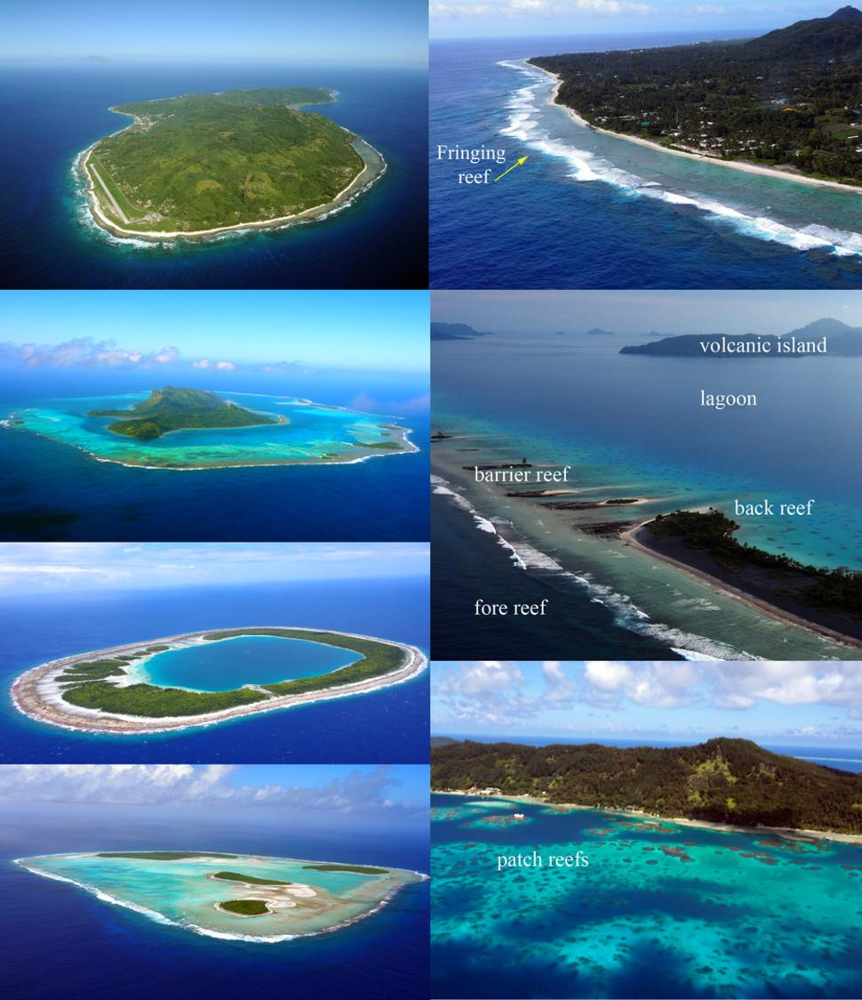 Fringing
reef
volcanic island
lagoon
barrier reef
back reef
fore reef
patch reefs